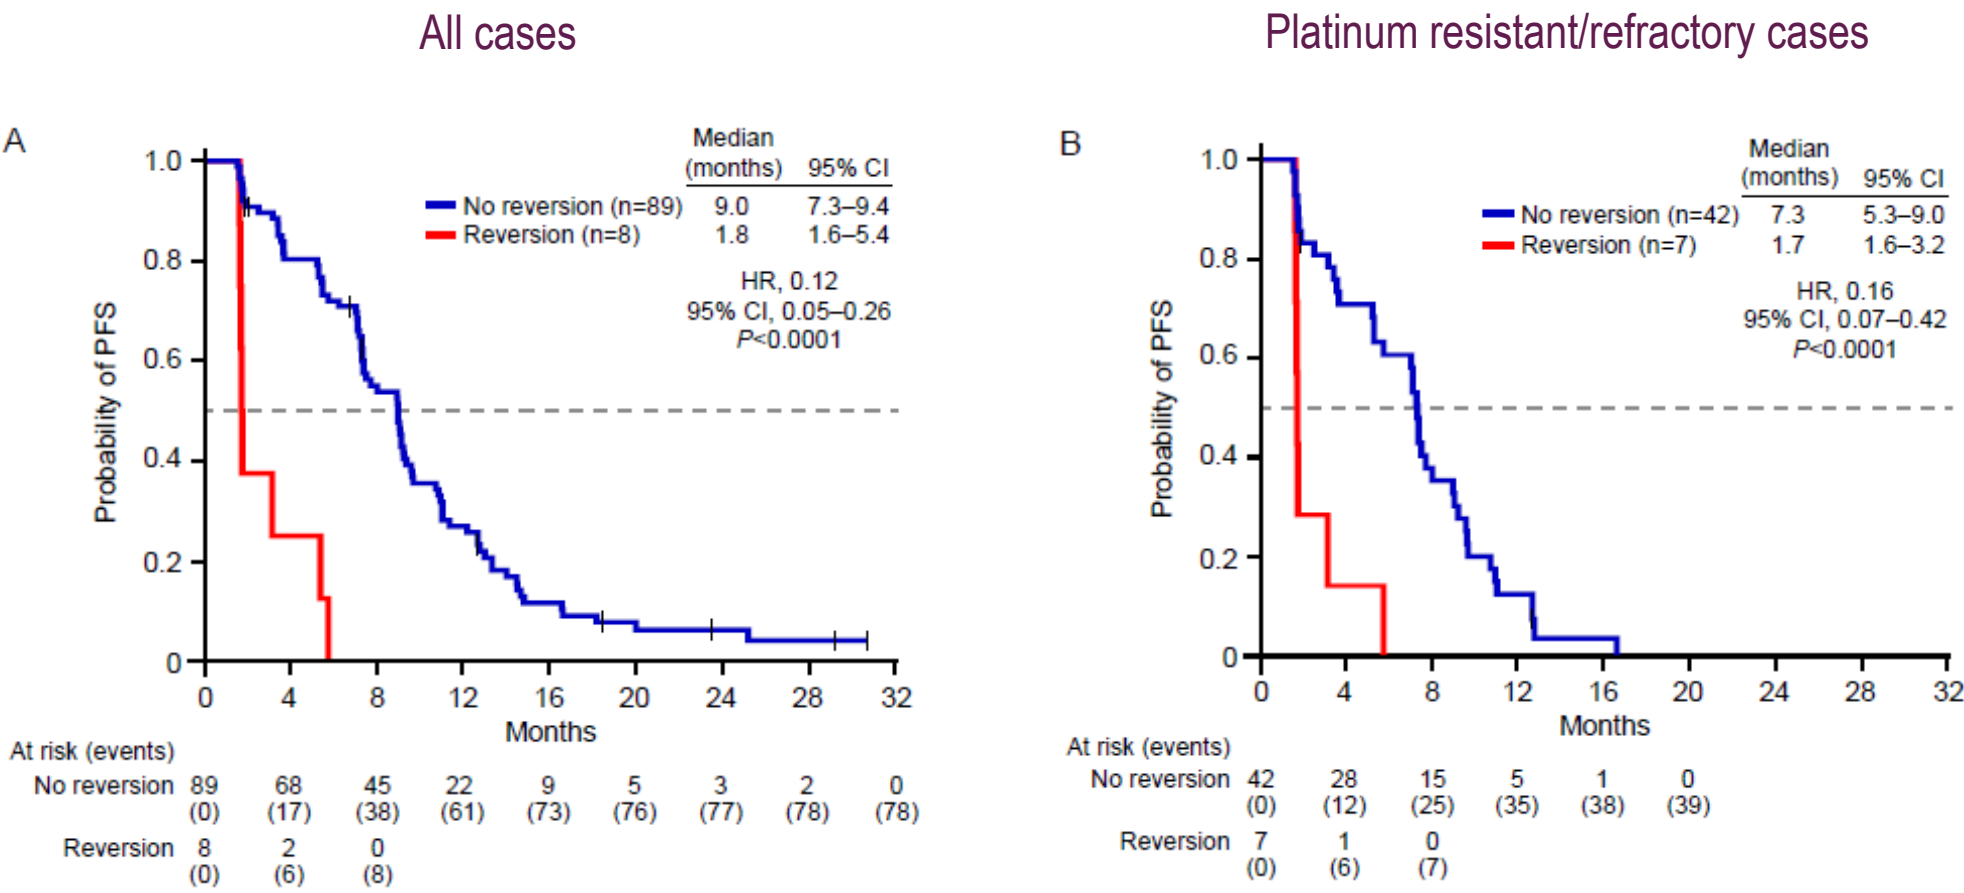 All cases
Platinum resistant/refractory cases
A
Median
(months) 95% CI
No reversion (n=89) 9.0 7.3–9.4
Reversion (n=8) 1.8 1.6–5.4
HR, 0.12
95% CI, 0.05–0.26
P<0.0001
Probability of PFS
1.0
0.8
0.6
0.4
0.2
0
0 4 8 12 16 20 24 28 32
Months
At risk (events)
No reversion 89 68 45 22 9 5 3 2 0
(0) (17) (38) (61) (73) (76) (77) (78) (78)
Reversion 8 2 0
(0) (6) (8)
B
Median
(months) 95% CI
No reversion (n=42) 7.3 5.3–9.0
Reversion (n=7) 1.7 1.6–3.2
HR, 0.16
95% CI, 0.07–0.42
P<0.0001
Probability of PFS
1.0
0.8
0.6
0.4
0.2
0
0 4 8 12 16 20 24 28 32
Months
At risk (events)
No reversion 42 28 15 5 1 0
(0) (12) (25) (35) (38) (39)
Reversion 7 1 0
(0) (6) (7)